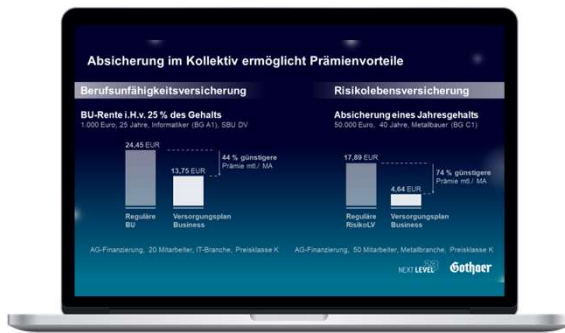 Absicherung im Kollektiv ermöglicht Prämienvorteile
Berufsunfähigkeitsversicherung
BU-Rente i.H.v. 25 % des Gehalts
1.000 Euro, 25 Jahre, Informatiker (BG A1), SBU DV
24,45 EUR
44 % günstigere
Prämie mtl./ MA
13,75 EUR
Reguläre
BU
Versorgungsplan
Business
AG-Finanzierung, 20 Mitarbeiter, IT-Branche, Preisklasse K
Risikolebensversicherung
Absicherung eines Jahresgehalts
50.000 Euro, 40 Jahre, Metallbauer (BG C1)
17,89 EUR
74 % günstigere
Prämie mtl./ MA
4,64 EUR
Reguläre
RisikoLV
Versorgungsplan
Business
AG-Finanzierung, 50 Mitarbeiter, Metallbranche, Preisklasse K
NEXT LEVEL 23
Gothaer